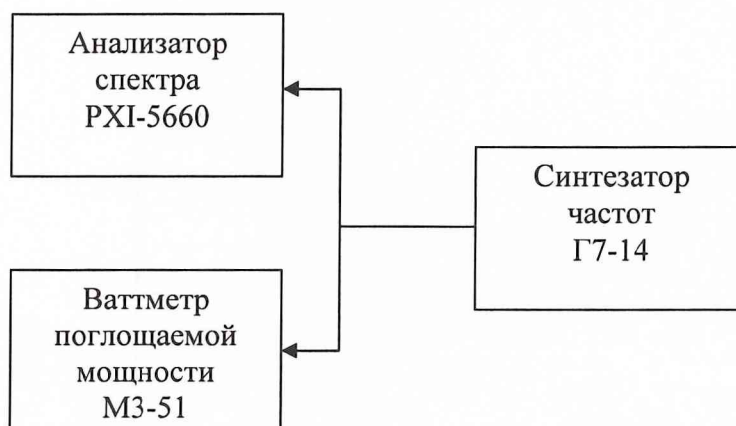 Анализатор
спектра
PXI-5660
Синтезатор
частот
Г7-14
Ваттметр
поглощаемой
мощности
М3-51